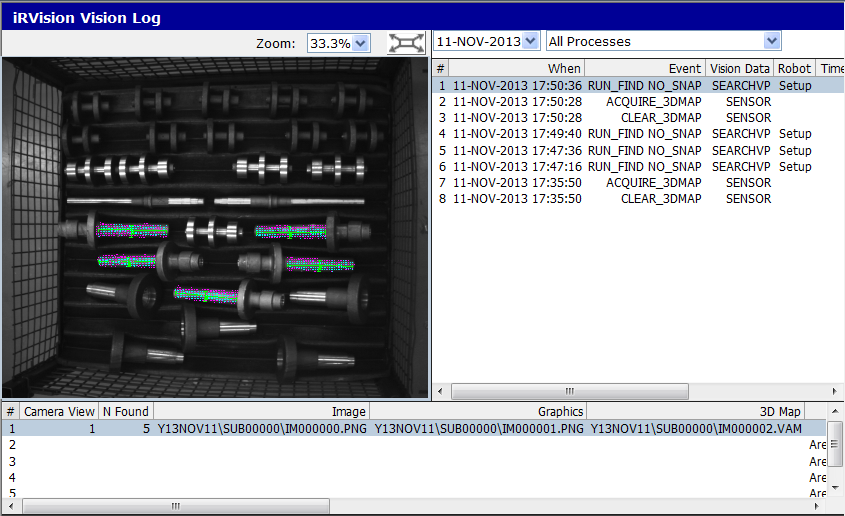 iRVision Vision Log
Zoom: 33.3%
11-NOV-2013 All Processes
# When Event Vision Data Robot Time
1 11-NOV-2013 17:50:36 RUN_FIND NO_SNAP SEARCHVP Setup
2 11-NOV-2013 17:50:28 ACQUIRE_3DMAP SENSOR
3 11-NOV-2013 17:50:28 CLEAR_3DMAP SENSOR
4 11-NOV-2013 17:49:40 RUN_FIND NO_SNAP SEARCHVP Setup
5 11-NOV-2013 17:47:36 RUN_FIND NO_SNAP SEARCHVP Setup
6 11-NOV-2013 17:47:16 RUN_FIND NO_SNAP SEARCHVP Setup
7 11-NOV-2013 17:35:50 ACQUIRE_3DMAP SENSOR
8 11-NOV-2013 17:35:50 CLEAR_3DMAP SENSOR
# Camera View N Found Image Graphics 3D Map
1 1 5 Y13NOV11\SUB00000\IM000000.PNG Y13NOV11\SUB00000\IM000001.PNG Y13NOV11\SUB00000\IM000002.VAM
2 Are
3 Are
4 Are
5 Are